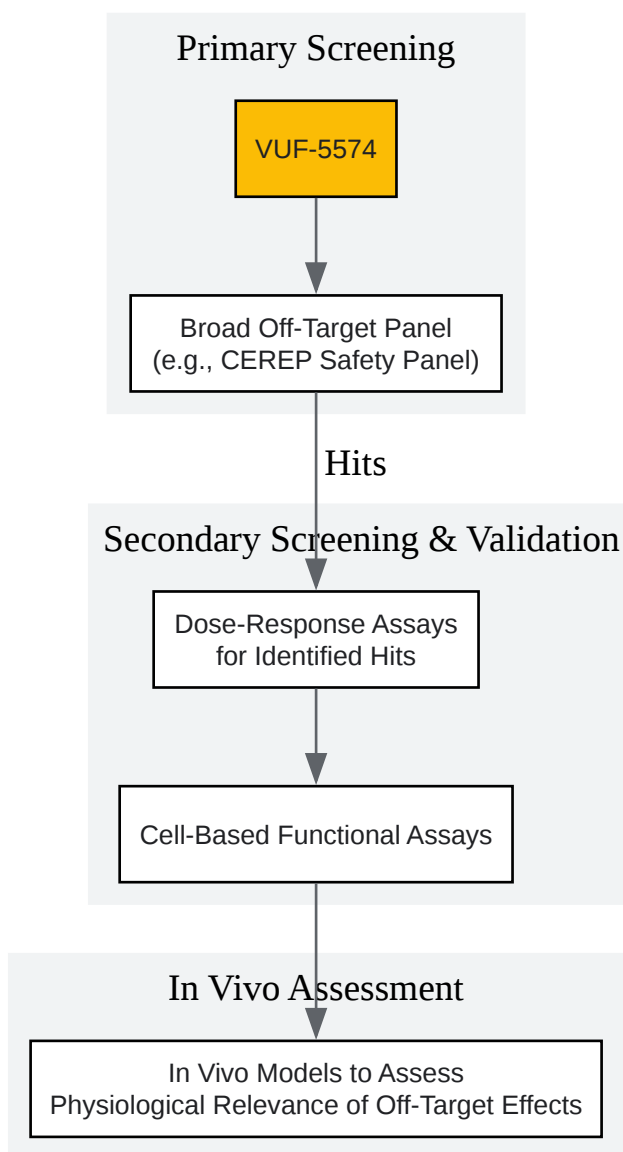 Primary Screening
VUF-5574
Broad Off-Target Panel
(e.g., CEREP Safety Panel)
Hits
Secondary Screening & Validation
Dose-Response Assays
for Identified Hits
Cell-Based Functional Assays
In Vivo Assessment
In Vivo Models to Assess
Physiological Relevance of Off-Target Effects